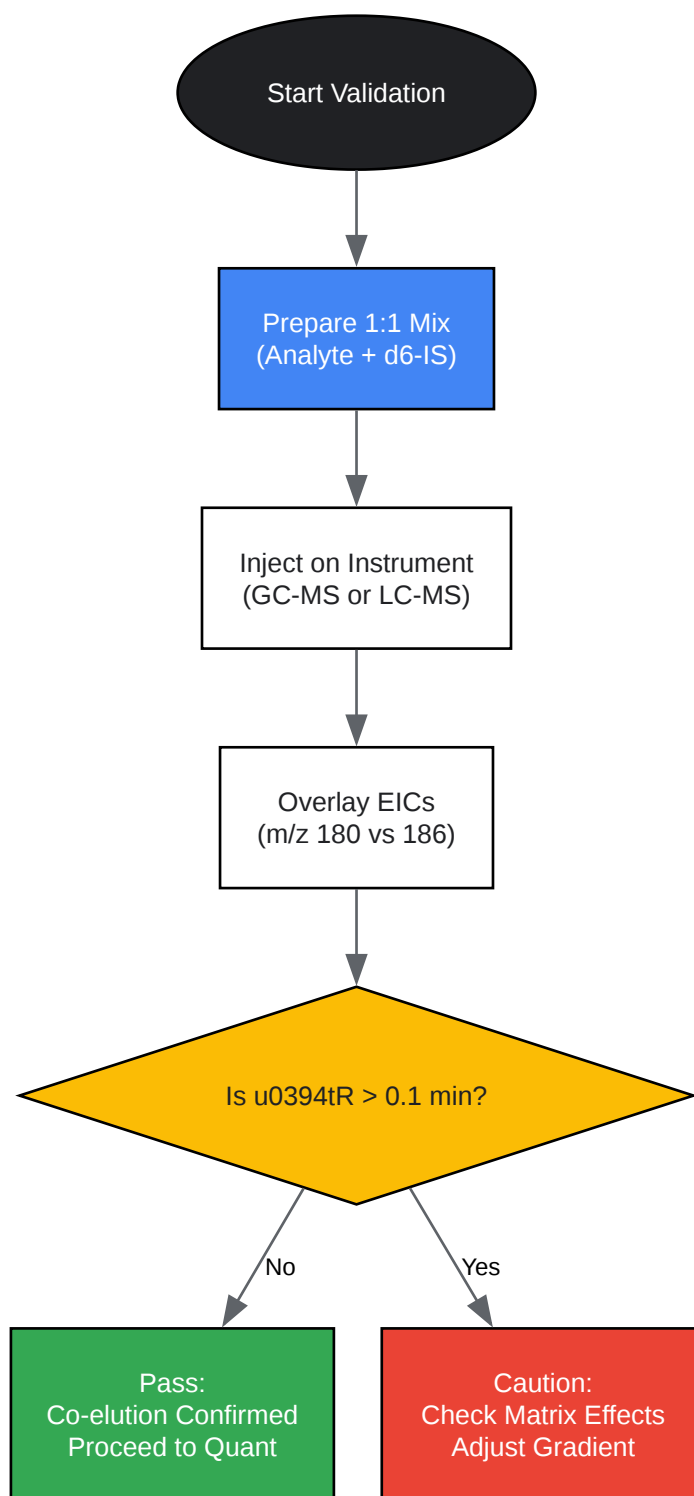 Start Validation
Prepare 1:1 Mix
(Analyte + d6-IS)
Inject on Instrument
(GC-MS or LC-MS)
Overlay EICs
(m/z 180 vs 186)
Is u0394tR > 0.1 min?
No
Yes
Pass:
Co-elution Confirmed
Proceed to Quant
Caution:
Check Matrix Effects
Adjust Gradient